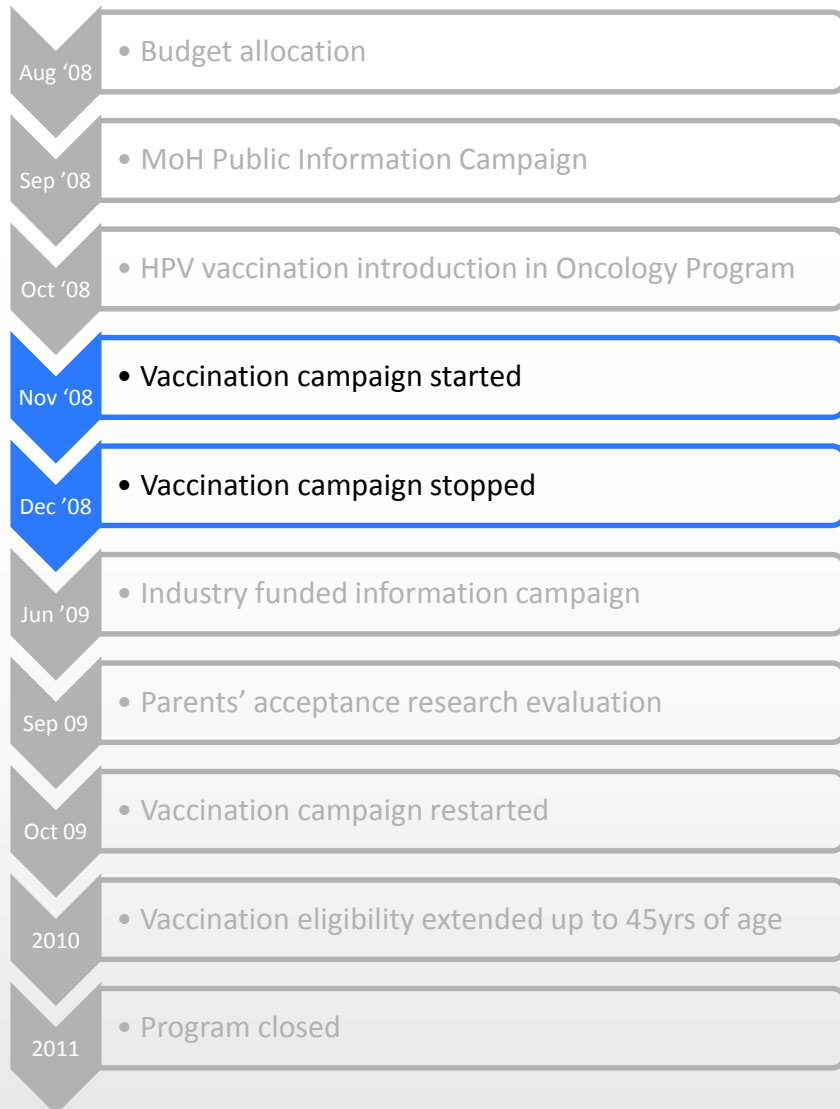 Aug ‘08
• Budget allocation
Sep ’08
• MoH Public Information Campaign
Oct ‘08
• HPV vaccination introduction in Oncology Program
Nov ‘08
• Vaccination campaign started
Dec ‘08
• Vaccination campaign stopped
Jun ’09
• Industry funded information campaign
Sep 09
• Parents’ acceptance research evaluation
Oct 09
• Vaccination campaign restarted
2010
• Vaccination eligibility extended up to 45yrs of age
2011
• Program closed